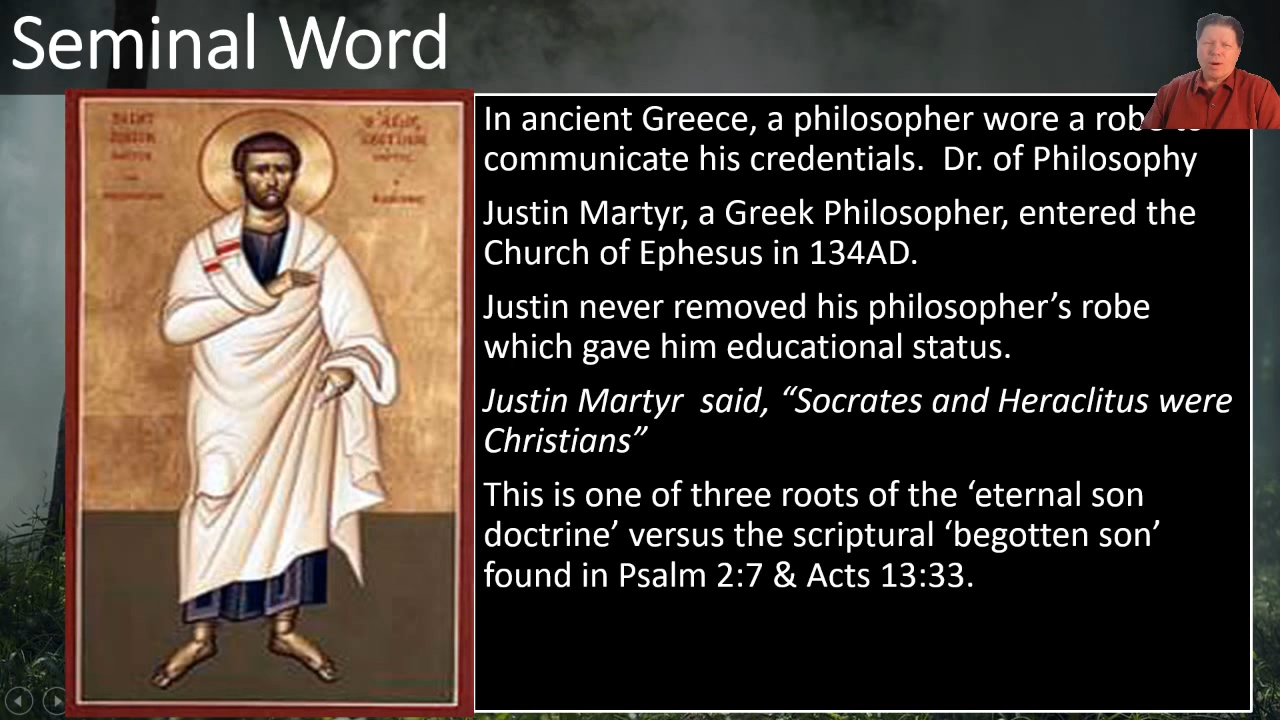 Seminal Word
In ancient Greece, a philosopher wore a robe to
communicate his credentials.  Dr. of Philosophy
Justin Martyr, a Greek Philosopher, entered the
Church of Ephesus in 134AD.
Justin never removed his philosopher’s robe
which gave him educational status.
Justin Martyr  said, “Socrates and Heraclitus were
Christians”
This is one of three roots of the ‘eternal son
doctrine’ versus the scriptural ‘begotten son’
found in Psalm 2:7 & Acts 13:33.